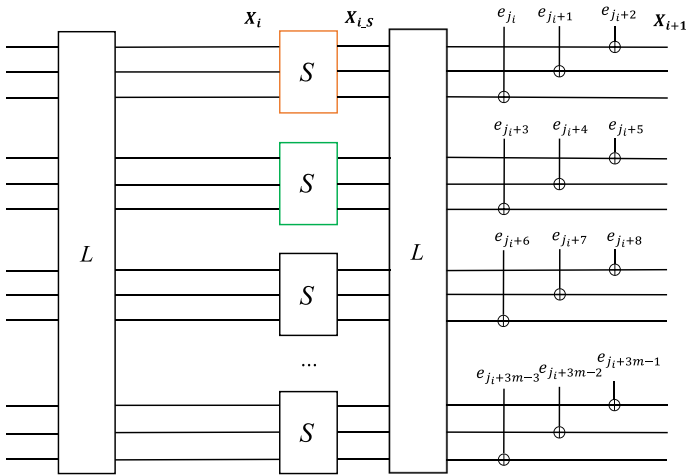 X_i X_{i_S} e_{j_i} e_{j_i+1} e_{j_i+2} X_{i+1}
S
e_{j_i+3} e_{j_i+4} e_{j_i+5}
S
L L
e_{j_i+6} e_{j_i+7} e_{j_i+8}
S
...
e_{j_i+3m-3} e_{j_i+3m-2} e_{j_i+3m-1}
S